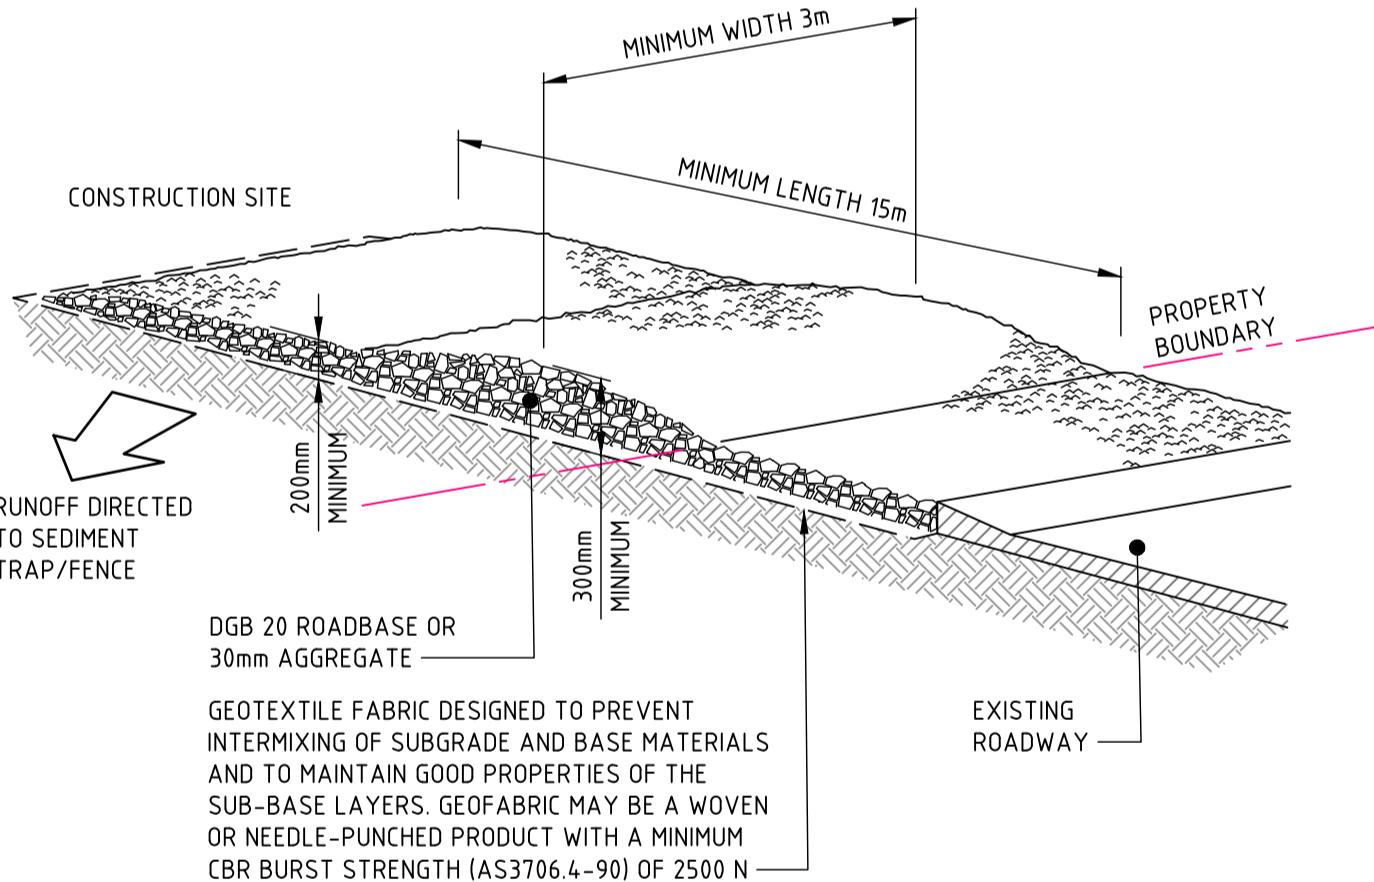 MINIMUM WIDTH 3m
MINIMUM LENGTH 15m
CONSTRUCTION SITE
PROPERTY
BOUNDARY
200mm
MINIMUM
300mm
MINIMUM
RUNOFF DIRECTED
TO SEDIMENT
TRAP/FENCE
DGB 20 ROADBASE OR
30mm AGGREGATE
GEOTEXTILE FABRIC DESIGNED TO PREVENT
INTERMIXING OF SUBGRADE AND BASE MATERIALS
AND TO MAINTAIN GOOD PROPERTIES OF THE
SUB-BASE LAYERS. GEOFABRIC MAY BE A WOVEN
OR NEEDLE-PUNCHED PRODUCT WITH A MINIMUM
CBR BURST STRENGTH (AS3706.4-90) OF 2500 N
EXISTING
ROADWAY